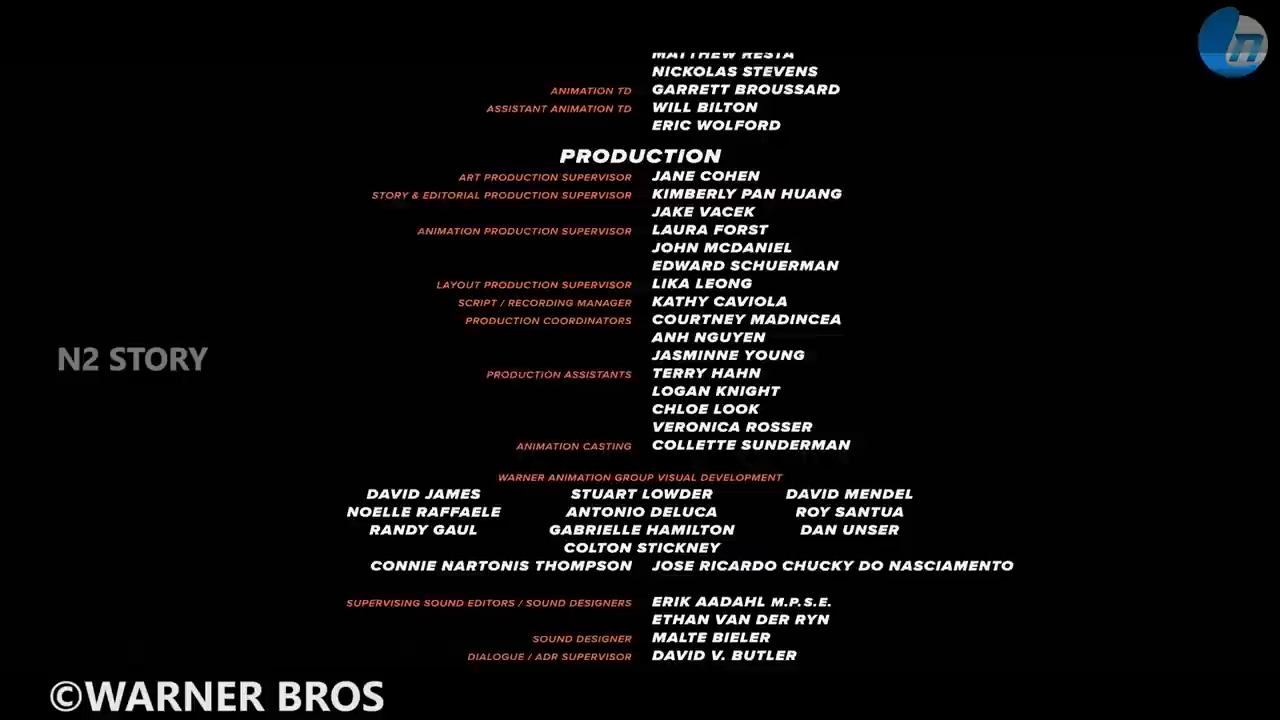 MATTHEW RESTA
NICKOLAS STEVENS
ANIMATION TD GARRETT BROUSSARD
ASSISTANT ANIMATION TD WILL BILTON
ERIC WOLFORD
PRODUCTION
ART PRODUCTION SUPERVISOR JANE COHEN
STORY & EDITORIAL PRODUCTION SUPERVISOR KIMBERLY PAN HUANG
JAKE VACEK
ANIMATION PRODUCTION SUPERVISOR LAURA FORST
JOHN MCDANIEL
EDWARD SCHUERMAN
LAYOUT PRODUCTION SUPERVISOR LIKA LEONG
SCRIPT / RECORDING MANAGER KATHY CAVIOLA
PRODUCTION COORDINATORS COURTNEY MADINCEA
ANH NGUYEN
JASMINNE YOUNG
N2 STORY
PRODUCTION ASSISTANTS TERRY HAHN
LOGAN KNIGHT
CHLOE LOOK
VERONICA ROSSER
ANIMATION CASTING COLLETTE SUNDERMAN
WARNER ANIMATION GROUP VISUAL DEVELOPMENT
DAVID JAMES STUART LOWDER DAVID MENDEL
NOELLE RAFFAELE ANTONIO DELUCA ROY SANTUA
RANDY GAUL GABRIELLE HAMILTON DAN UNSER
COLTON STICKNEY
CONNIE NARTONIS THOMPSON JOSE RICARDO CHUCKY DO NASCIAMENTO
SUPERVISING SOUND EDITORS / SOUND DESIGNERS ERIK AADAHL M.P.S.E.
ETHAN VAN DER RYN
SOUND DESIGNER MALTE BIELER
DIALOGUE / ADR SUPERVISOR DAVID V. BUTLER
©WARNER BROS
n